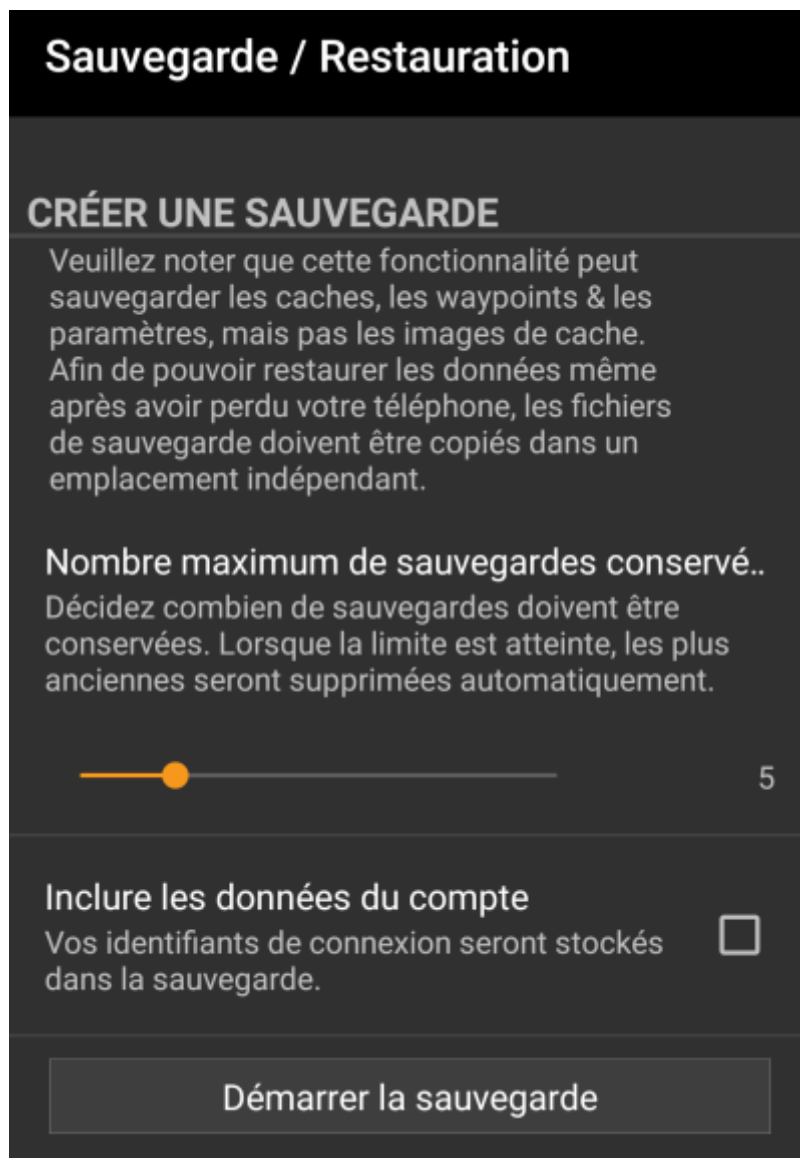 Sauvegarde / Restauration
CRÉER UNE SAUVEGARDE
Veuillez noter que cette fonctionnalité peut
sauvegarder les caches, les waypoints & les
paramètres, mais pas les images de cache.
Afin de pouvoir restaurer les données même
après avoir perdu votre téléphone, les fichiers
de sauvegarde doivent être copiés dans un
emplacement indépendant.
Nombre maximum de sauvegardes conservé..
Décidez combien de sauvegardes doivent être
conservées. Lorsque la limite est atteinte, les plus
anciennes seront supprimées automatiquement.
5
Inclure les données du compte
Vos identifiants de connexion seront stockés
dans la sauvegarde.
Démarrer la sauvegarde